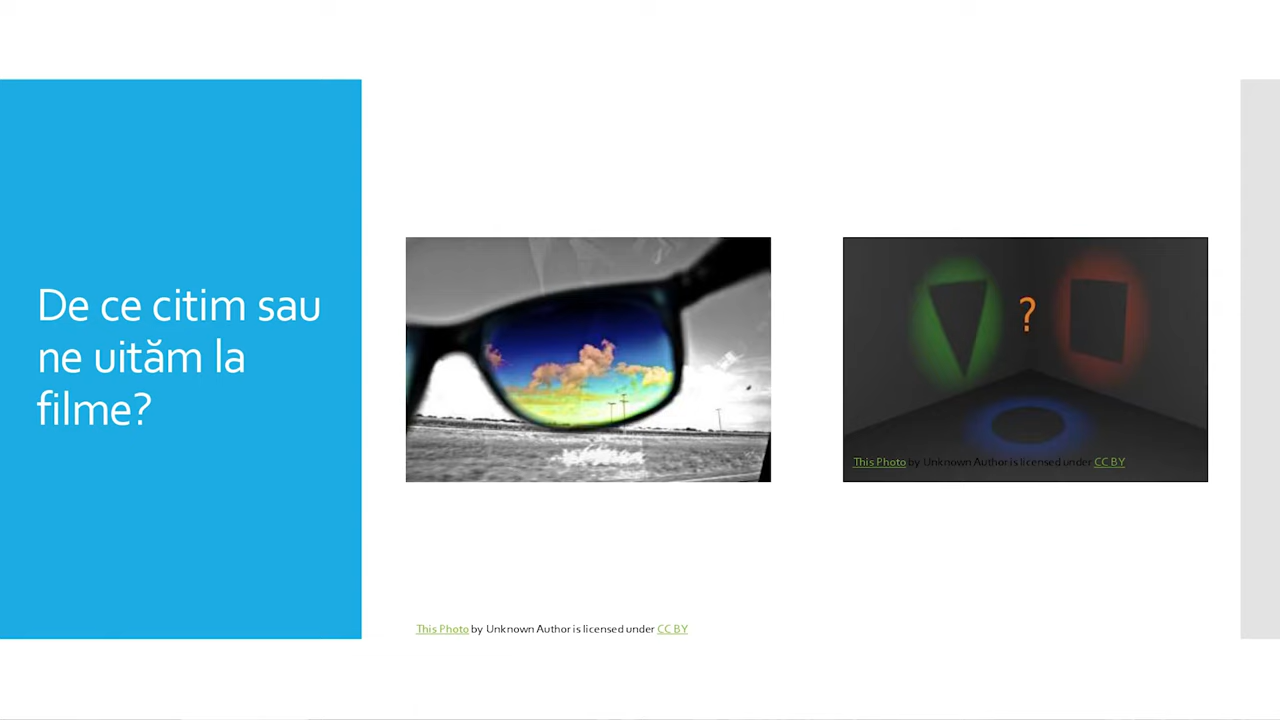 De ce citim sau
ne uităm la
filme?
?
This Photo by Unknown Author is licensed under CC BY
This Photo by Unknown Author is licensed under CC BY